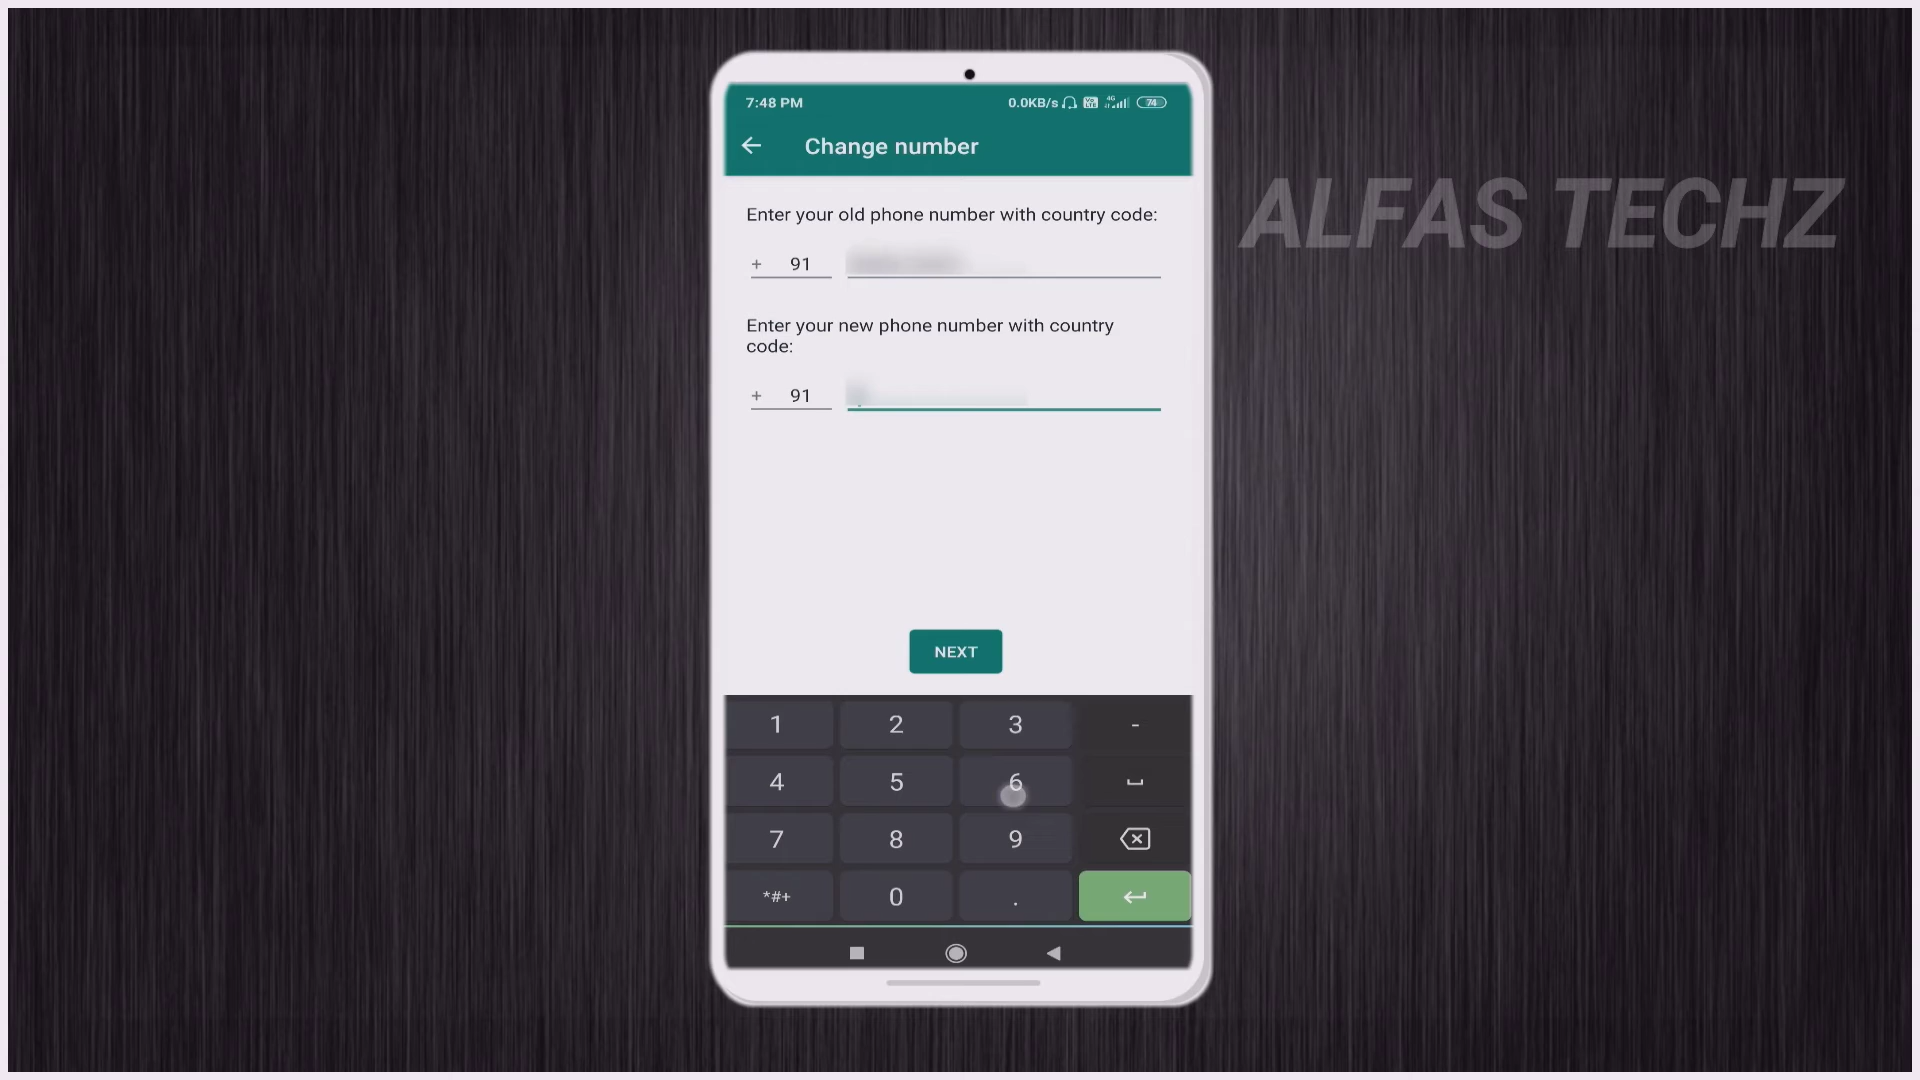 7:48 PM 0.0KB/s 4G 74
Change number
ALFAS TECHZ
Enter your old phone number with country code:
+ 91
Enter your new phone number with country
code:
+ 91
NEXT
1 2 3 -
4 5 6
7 8 9
*#+ 0 .